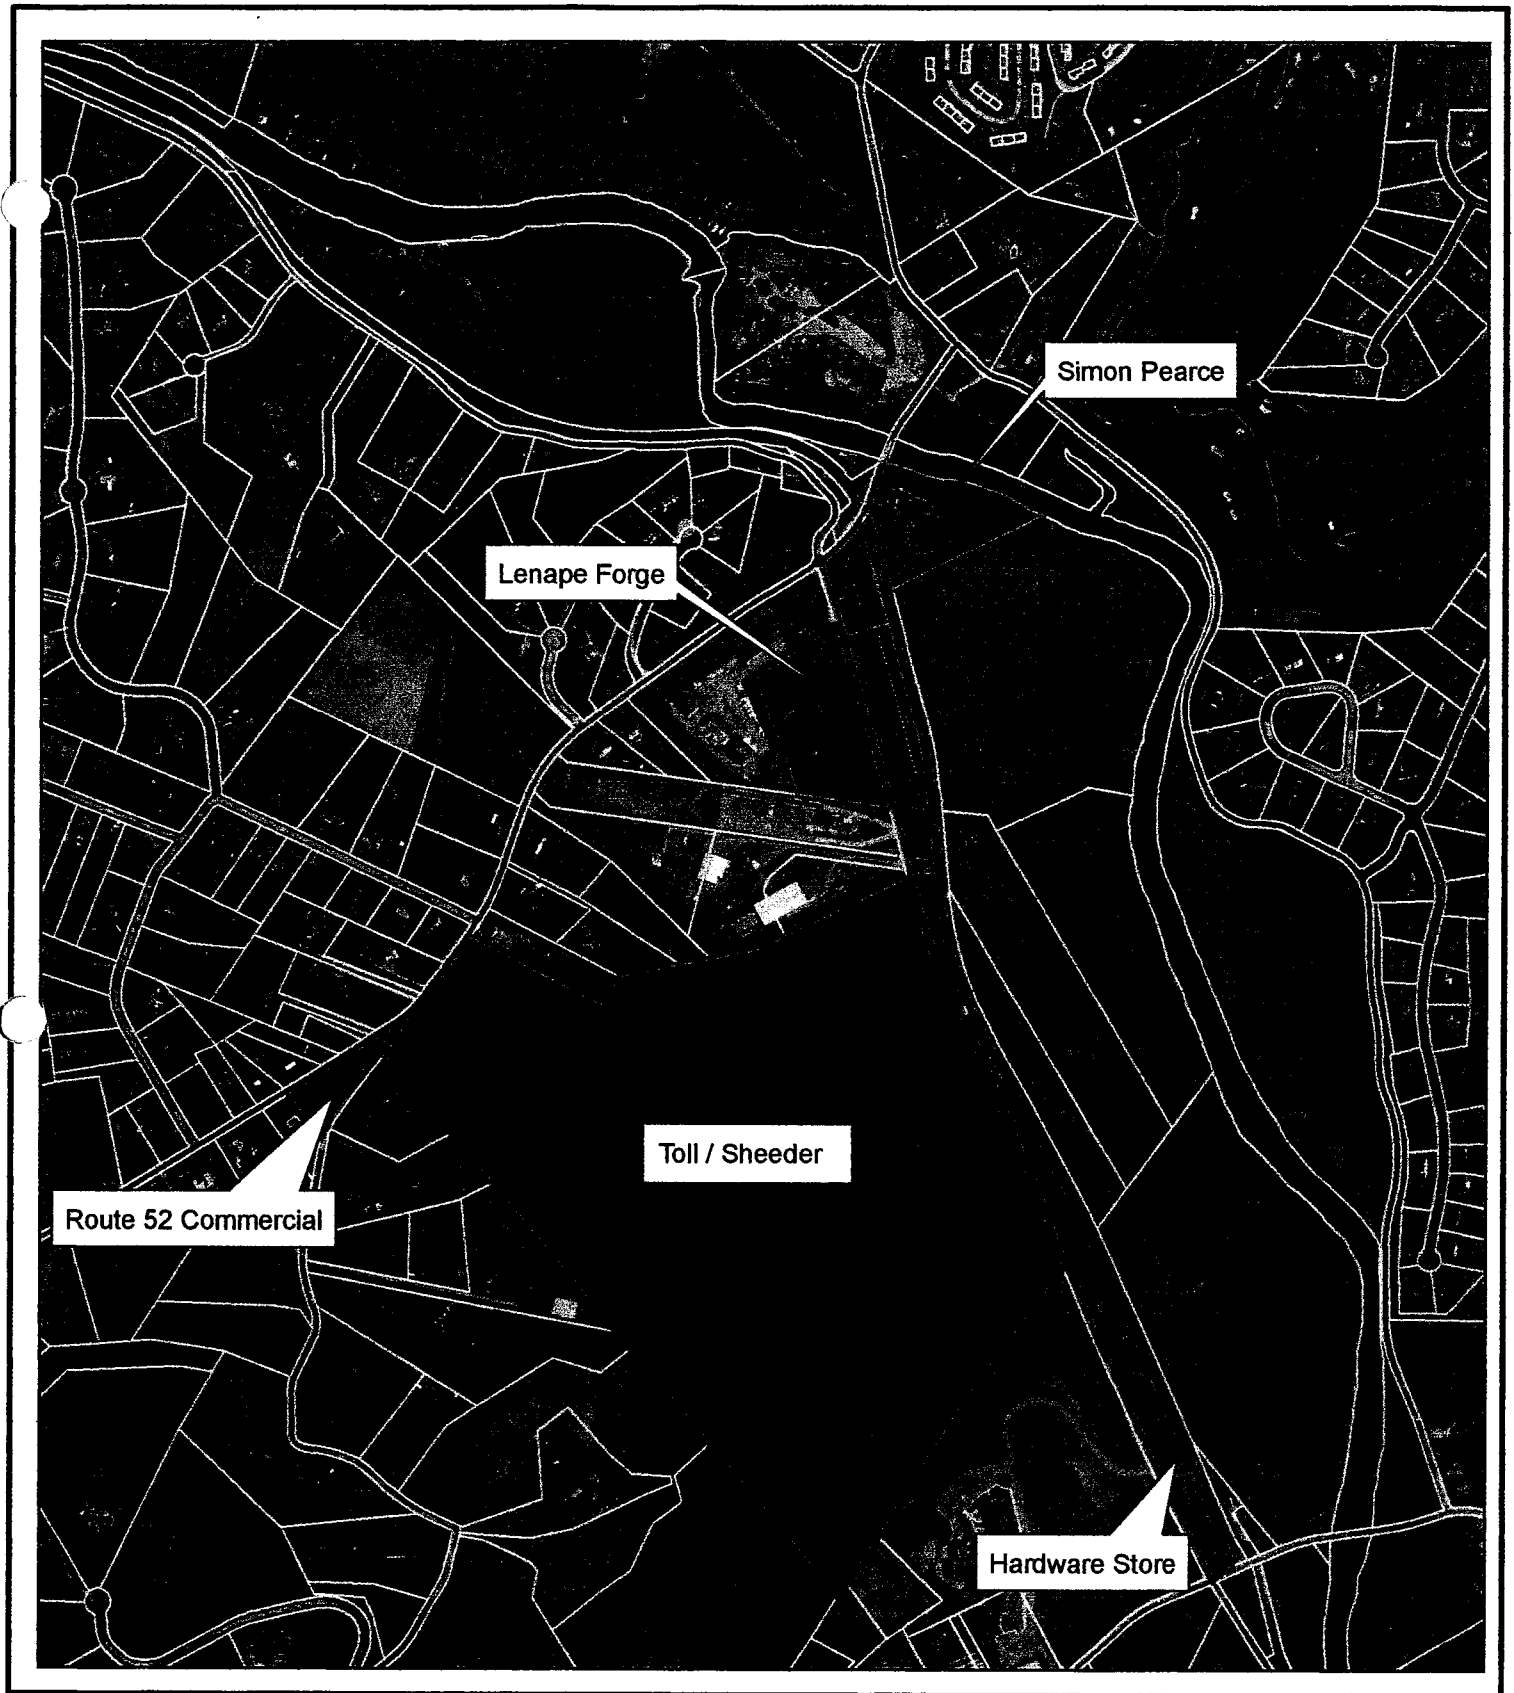 Simon Pearce
Lenape Forge
Toll / Sheeder
Route 52 Commercial
Hardware Store